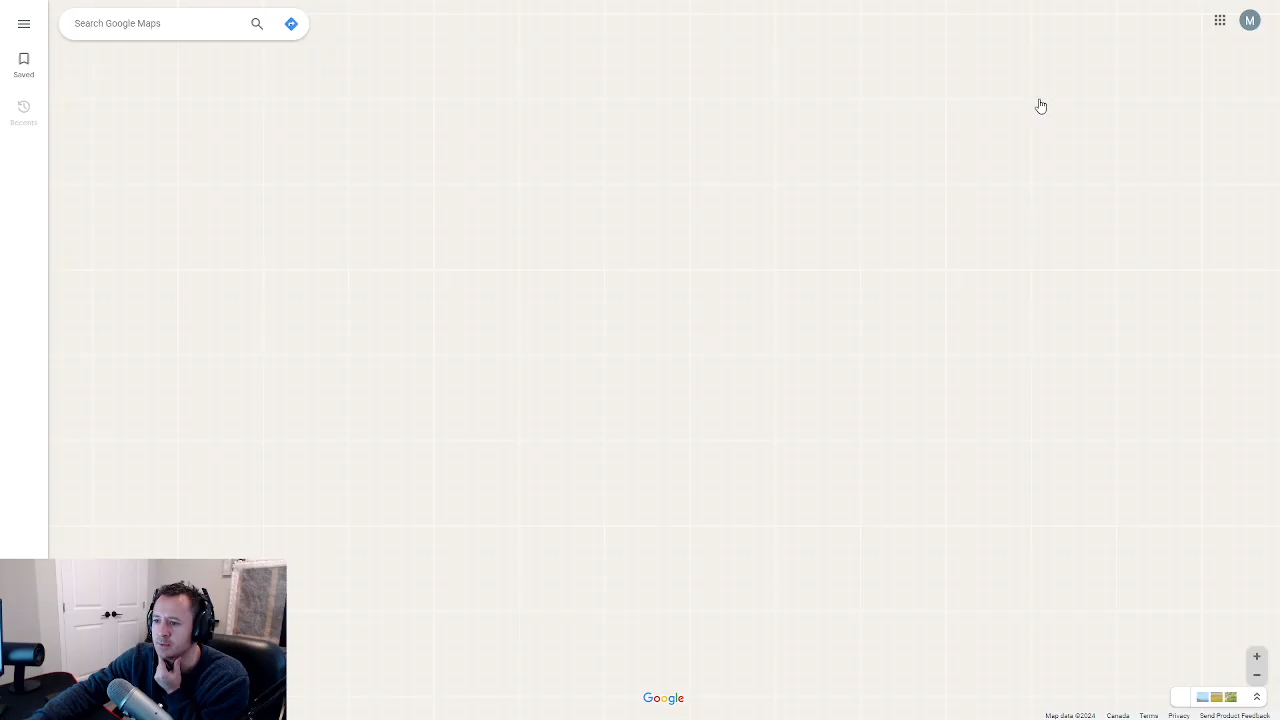 Search Google Maps
M
Saved
Recents
Google
Map data ©2024 Canada Terms Privacy Send Product Feedback